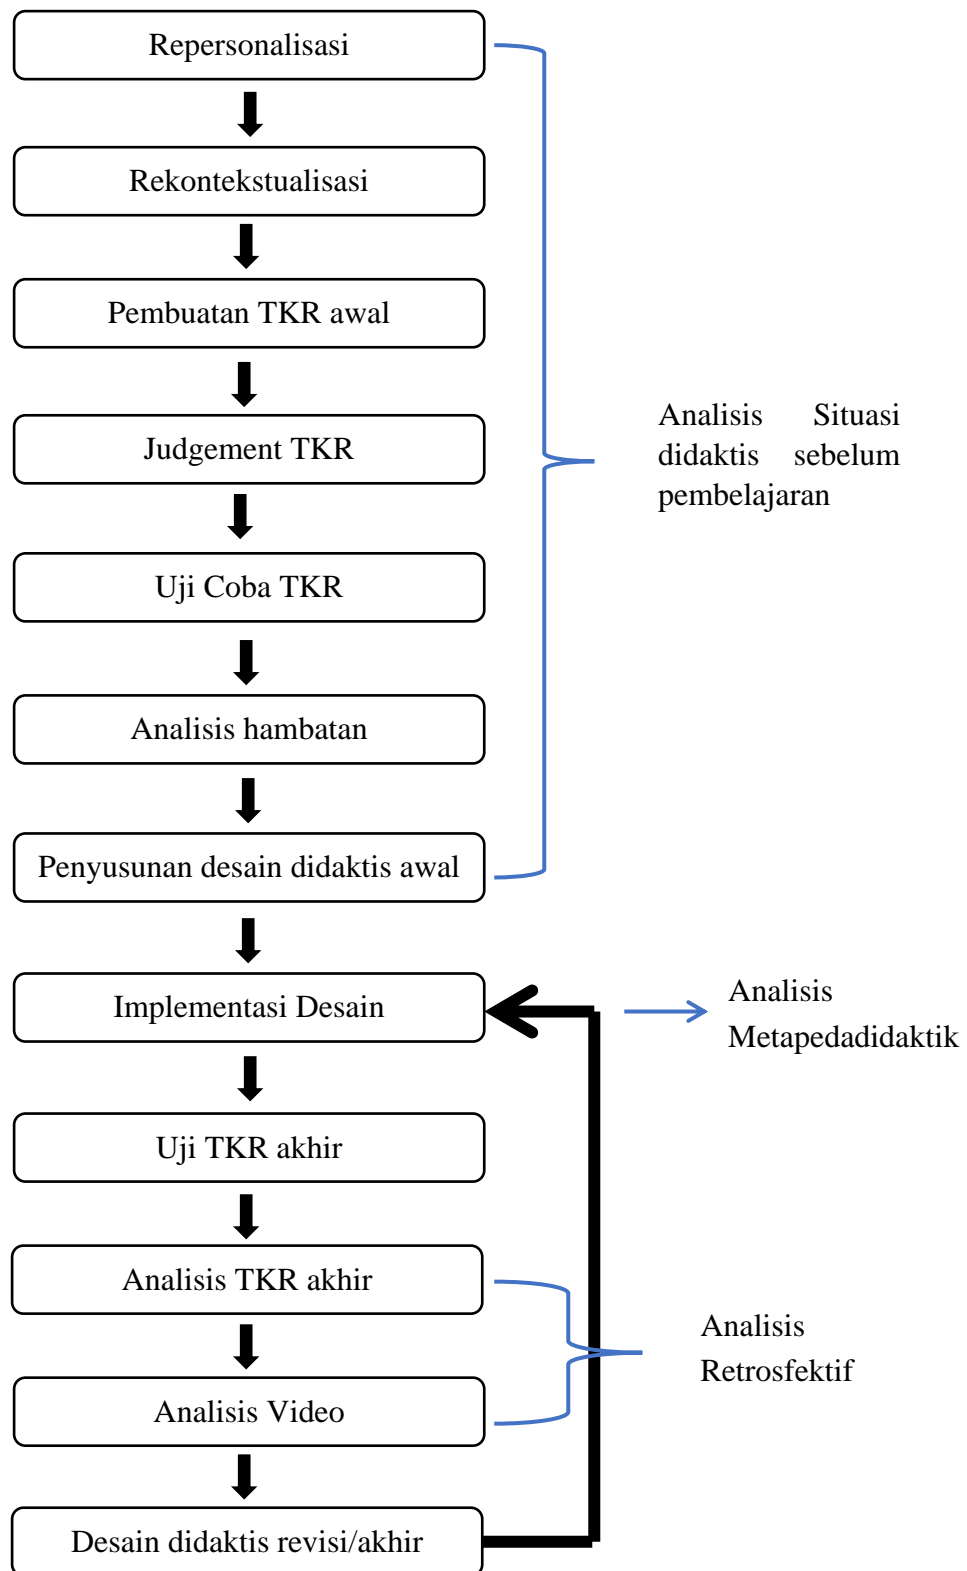 Repersonalisasi
Rekontekstualisasi
Pembuatan TKR awal
Judgement TKR
Uji Coba TKR
Analisis hambatan
Penyusunan desain didaktis awal
Analisis Situasi
didaktis sebelum
pembelajaran
Implementasi Desain
Analisis
Metapedadidaktik
Uji TKR akhir
Analisis TKR akhir
Analisis Video
Analisis
Retrosfektif
Desain didaktis revisi/akhir